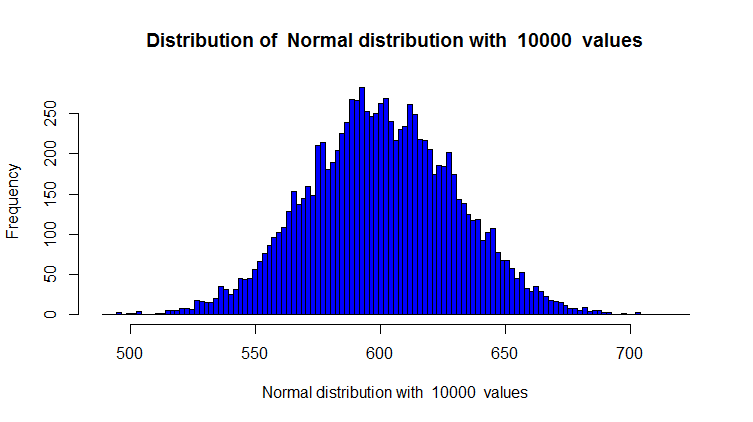 Distribution of  Normal distribution with  10000  values
Frequency
250
200
150
100
50
0
500 550 600 650 700
Normal distribution with  10000  values